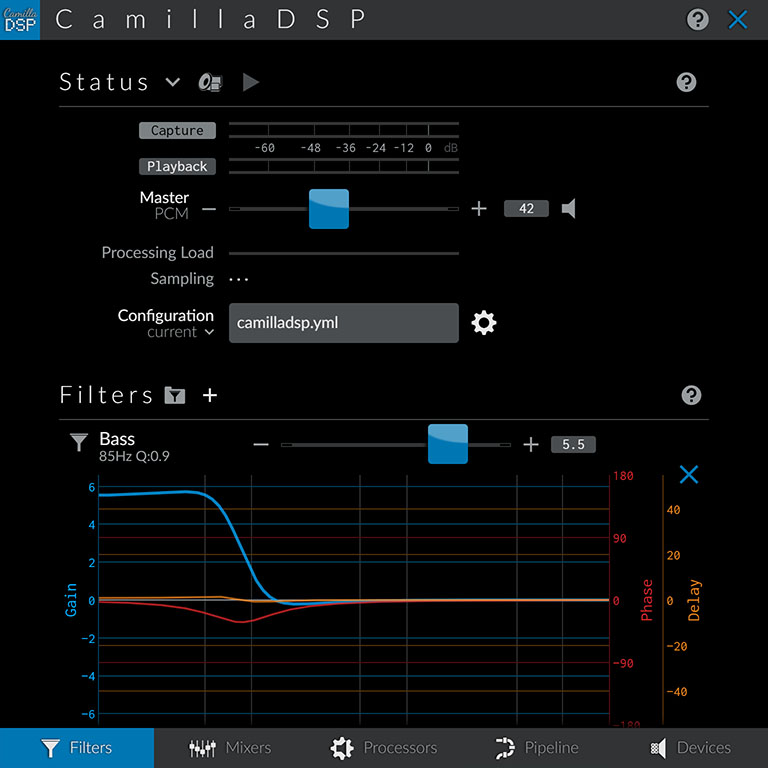 Camilla
DSP
CamillaDSP
Status
Capture
-60 -48 -36 -24 -12 0 dB
Playback
Master
PCM
42
Processing Load
Sampling ...
Configuration
current
camilladsp.yml
Filters
Bass
85Hz Q:0.9
5.5
6
4
2
0
-2
-4
-6
Gain
180
90
0
-90
-180
Phase
40
20
0
-20
-40
Delay
Filters
Mixers
Processors
Pipeline
Devices